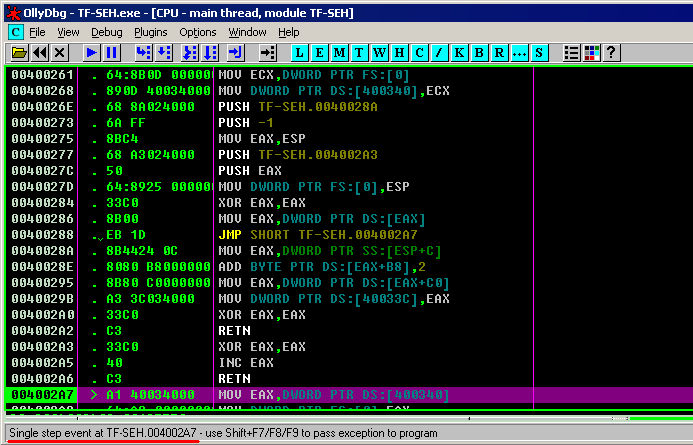 OllyDbg - TF-SEH.exe - [CPU - main thread, module TF-SEH]
C File View Debug Plugins Options Window Help
L E M T W H C / K B R ... S ?
00400261 . 64:8B0D 000000 MOV ECX,DWORD PTR FS:[0]
00400268 . 890D 40034000 MOV DWORD PTR DS:[400340],ECX
0040026E . 68 8A024000 PUSH TF-SEH.0040028A
00400273 . 6A FF PUSH -1
00400275 . 8BC4 MOV EAX,ESP
00400277 . 68 A3024000 PUSH TF-SEH.004002A3
0040027C . 50 PUSH EAX
0040027D . 64:8925 000000 MOV DWORD PTR FS:[0],ESP
00400284 . 33C0 XOR EAX,EAX
00400286 . 8B00 MOV EAX,DWORD PTR DS:[EAX]
00400288 . EB 1D JMP SHORT TF-SEH.004002A7
0040028A . 8B4424 0C MOV EAX,DWORD PTR SS:[ESP+C]
0040028E . 8080 B8000000 ADD BYTE PTR DS:[EAX+B8],2
00400295 . 8B80 C0000000 MOV EAX,DWORD PTR DS:[EAX+C0]
0040029B . A3 3C034000 MOV DWORD PTR DS:[40033C],EAX
004002A0 . 33C0 XOR EAX,EAX
004002A2 . C3 RETN
004002A3 . 33C0 XOR EAX,EAX
004002A5 . 40 INC EAX
004002A6 . C3 RETN
004002A7 > A1 40034000 MOV EAX,DWORD PTR DS:[400340]
Single step event at TF-SEH.004002A7 - use Shift+F7/F8/F9 to pass exception to program